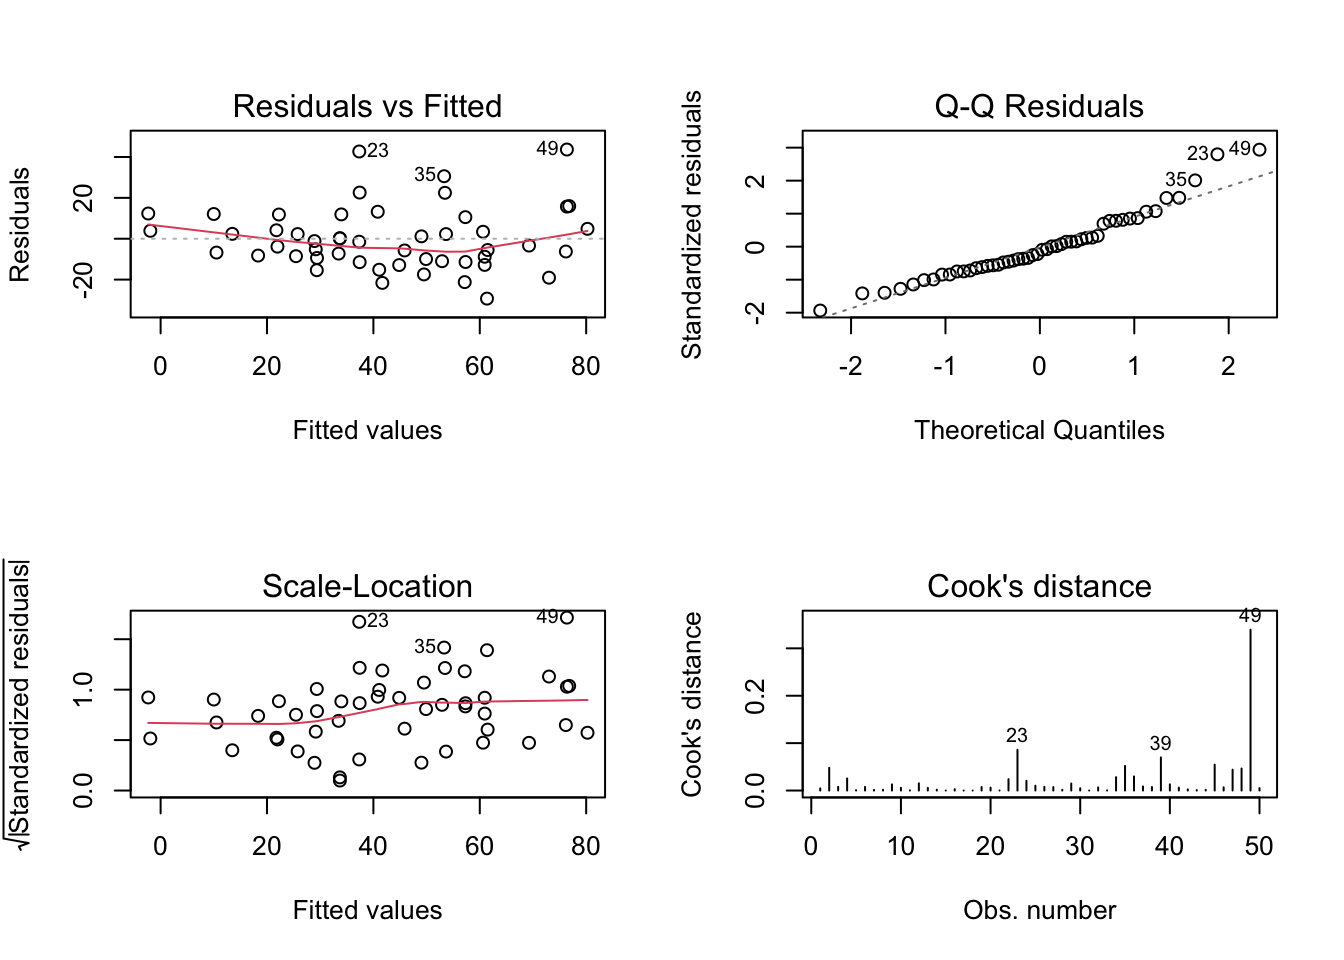 Residuals vs Fitted
Residuals
20
-20
23
35
49
0 20 40 60 80
Fitted values
Q-Q Residuals
Standardized residuals
2
0
-2
23
49
35
-2 -1 0 1 2
Theoretical Quantiles
Scale-Location
√|Standardized residuals|
1.0
0.0
23
35
49
0 20 40 60 80
Fitted values
Cook's distance
Cook's distance
0.2
0.0
23
39
49
0 10 20 30 40 50
Obs. number